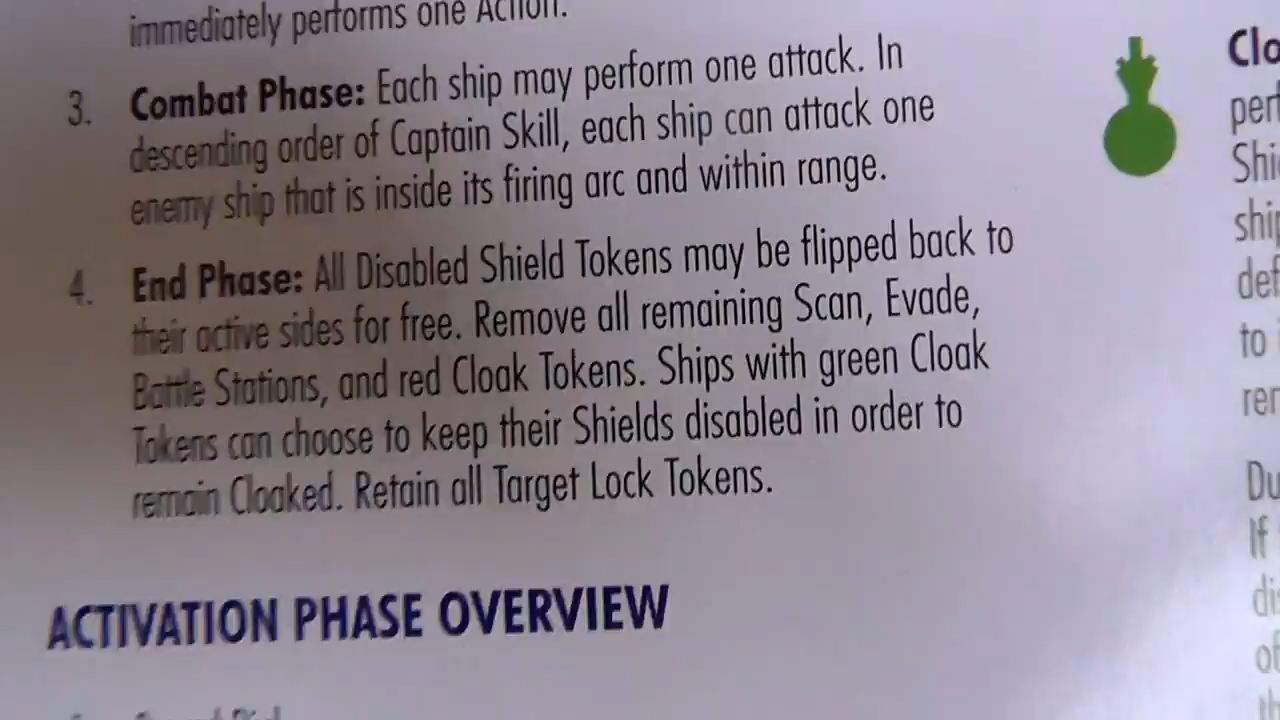 immediately performs one Action.
3. Combat Phase: Each ship may perform one attack. In
descending order of Captain Skill, each ship can attack one
enemy ship that is inside its firing arc and within range.
4. End Phase: All Disabled Shield Tokens may be flipped back to
their active sides for free. Remove all remaining Scan, Evade,
Battle Stations, and red Cloak Tokens. Ships with green Cloak
Tokens can choose to keep their Shields disabled in order to
remain Cloaked. Retain all Target Lock Tokens.
ACTIVATION PHASE OVERVIEW
to
If